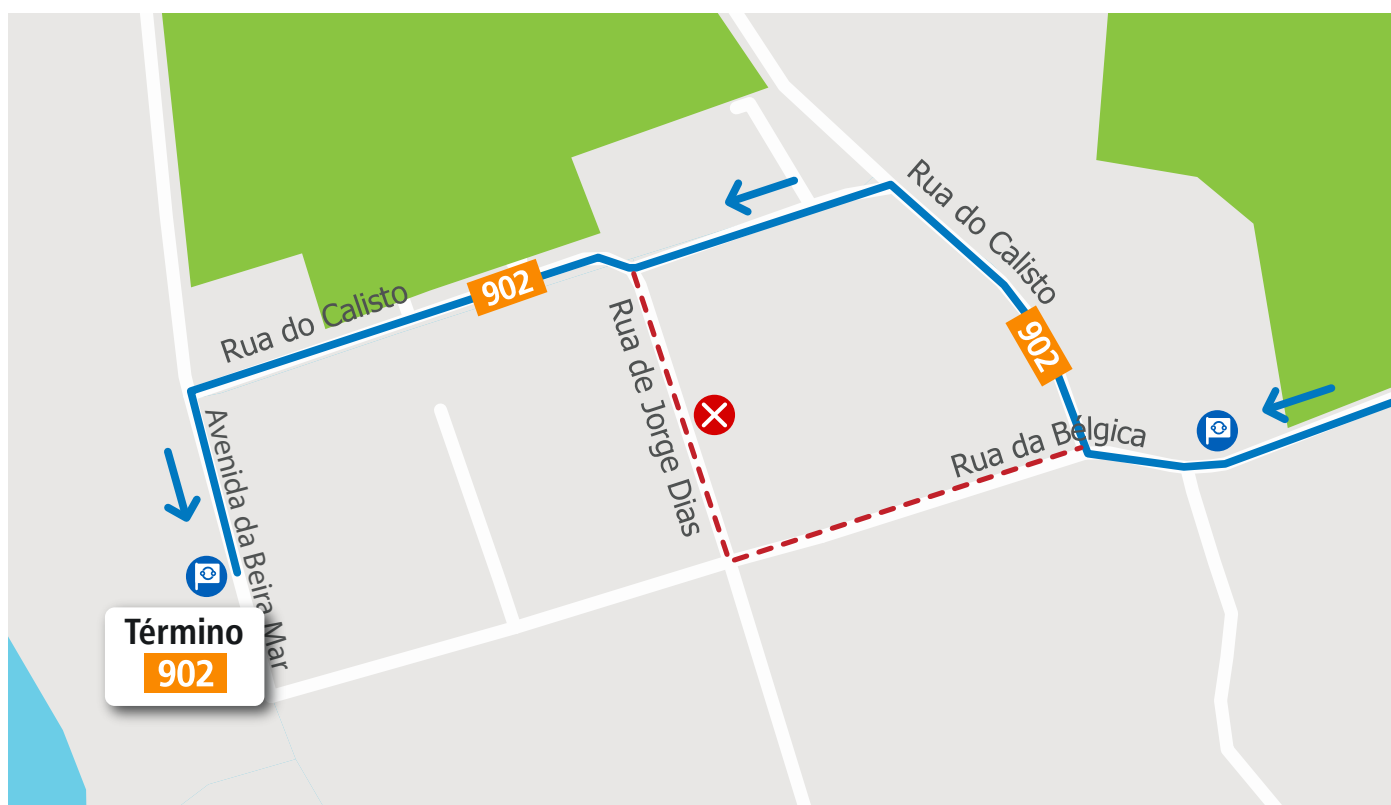 Rua do Calisto
902
Rua do Calisto
902
Rua de Jorge Dias
Rua da Bélgica
Avenida da Beira Mar
Término
902